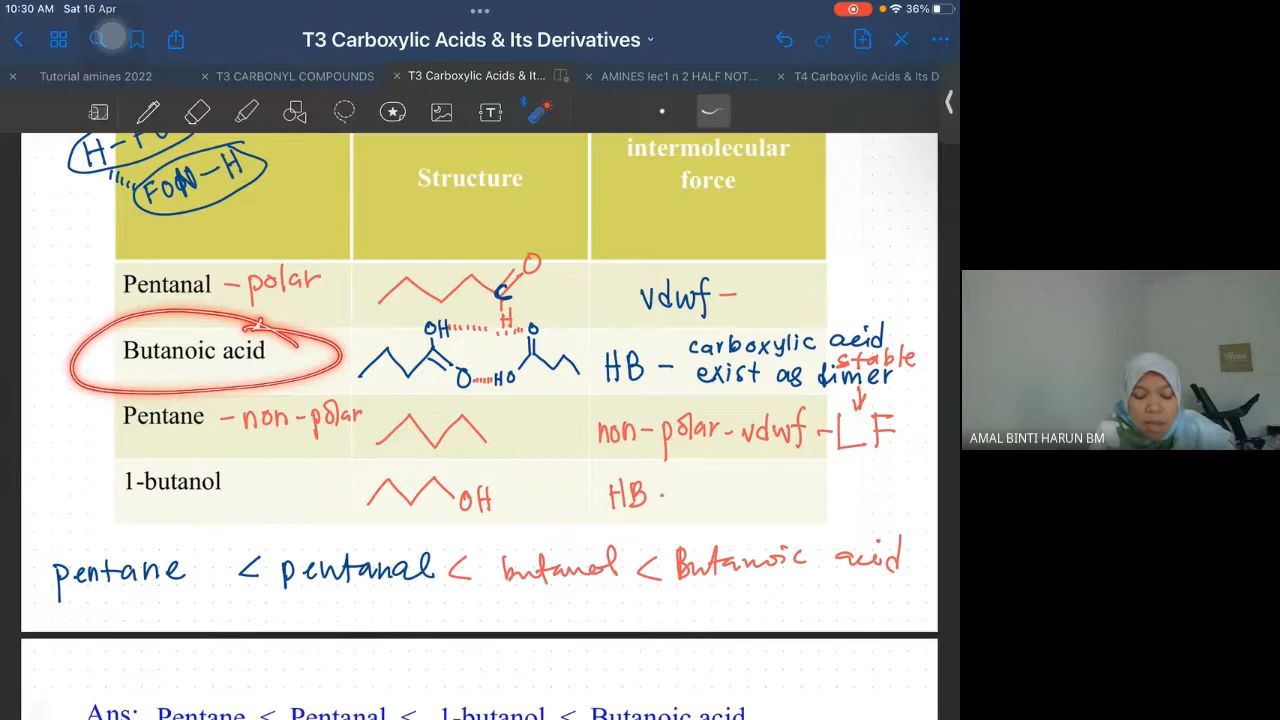 10:30 AM Sat 16 Apr
36%
T3 Carboxylic Acids & Its Derivatives
Tutorial amines 2022
T3 CARBONYL COMPOUNDS
T3 Carboxylic Acids & It...
AMINES lec1 n 2 HALF NOT...
T4 Carboxylic Acids & Its D
intermolecular
Structure
force
Pentanal - polar
O
C
H
vdwf -
Butanoic acid
OH
O
O
HO
HB - carboxylic acid
exist as dimer
stable
Pentane - non-polar
non-polar - vdwf - LF
1-butanol
OH
HB
pentane < pentanal < butanol < Butanoic acid
Ans: Pentane < Pentanal < 1-butanol < Butanoic acid
AMAL BINTI HARUN BM